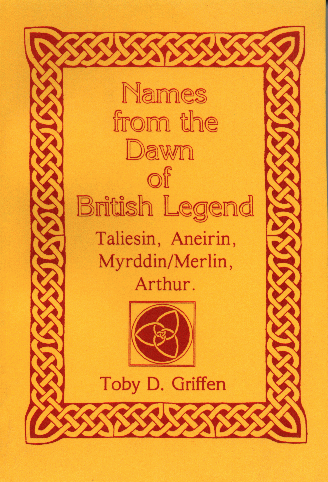 Names
from the
Dawn
of
British Legend
Taliesin, Aneirin,
Myrddin/Merlin,
Arthur.
Toby D. Griffen